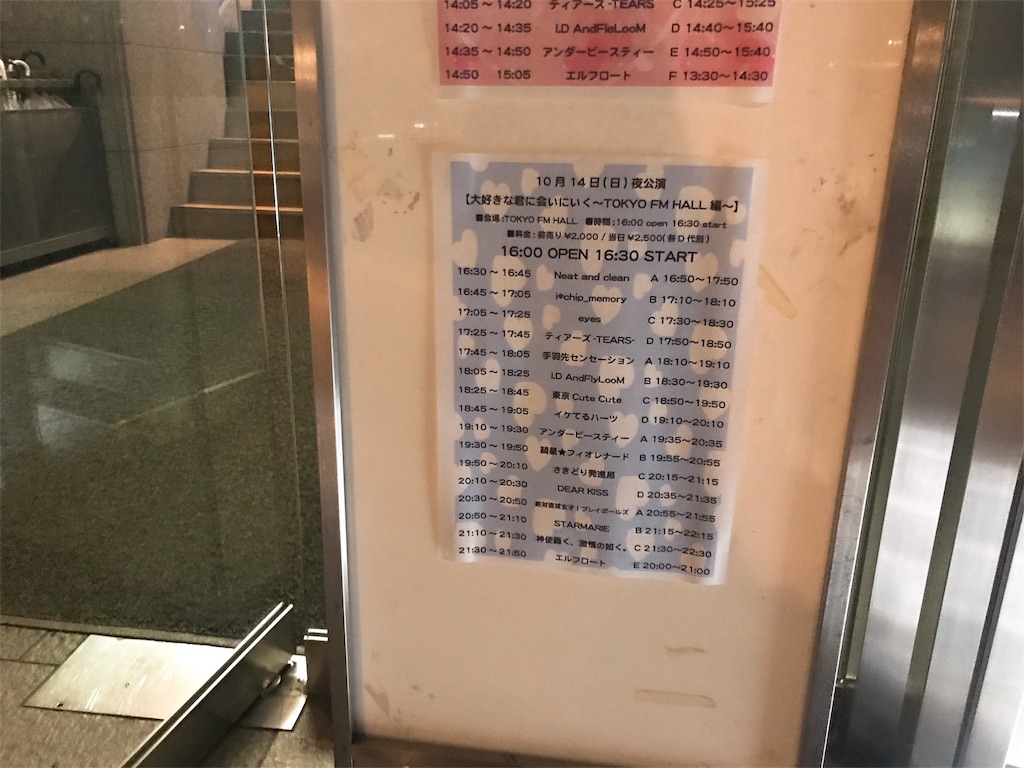 14:05～14:20 ティアーズ -TEARS C 14:25～15:25
14:20～14:35 I.D AndFleLooM D 14:40～15:40
14:35～14:50 アンダービースティー E 14:50～15:40
14:50 15:05 エルフロート F 13:30～14:30
10月14日(日)夜公演
【大好きな君に会いにいく～TOKYO FM HALL 編～】
■会場:TOKYO FM HALL ■時間:16:00 open 16:30 start
■料金:前売り¥2,000/当日¥2,500(各D代別)
16:00 OPEN 16:30 START
16:30～16:45 Neat and clean A 16:50～17:50
16:45～17:05 i*chip_memory B 17:10～18:10
17:05～17:25 eyes C 17:30～18:30
17:25～17:45 ティアーズ -TEARS- D 17:50～18:50
17:45～18:05 手羽先センセーション A 18:10～19:10
18:05～18:25 I.D AndFlyLooM B 18:30～19:30
18:25～18:45 東京 Cute Cute C 18:50～19:50
18:45～19:05 イケてるハーツ D 19:10～20:10
19:10～19:30 アンダービースティー A 19:35～20:35
19:30～19:50 綺星★フィオレナード B 19:55～20:55
19:50～20:10 さきどり発進局 C 20:15～21:15
20:10～20:30 DEAR KISS D 20:35～21:35
20:30～20:50 絶対直球女子！プレイボールズ A 20:55～21:55
20:50～21:10 STARMARIE B 21:15～22:15
21:10～21:30 神使轟く、激情の如く。 C 21:30～22:30
21:30～21:50 エルフロート E 20:00～21:00